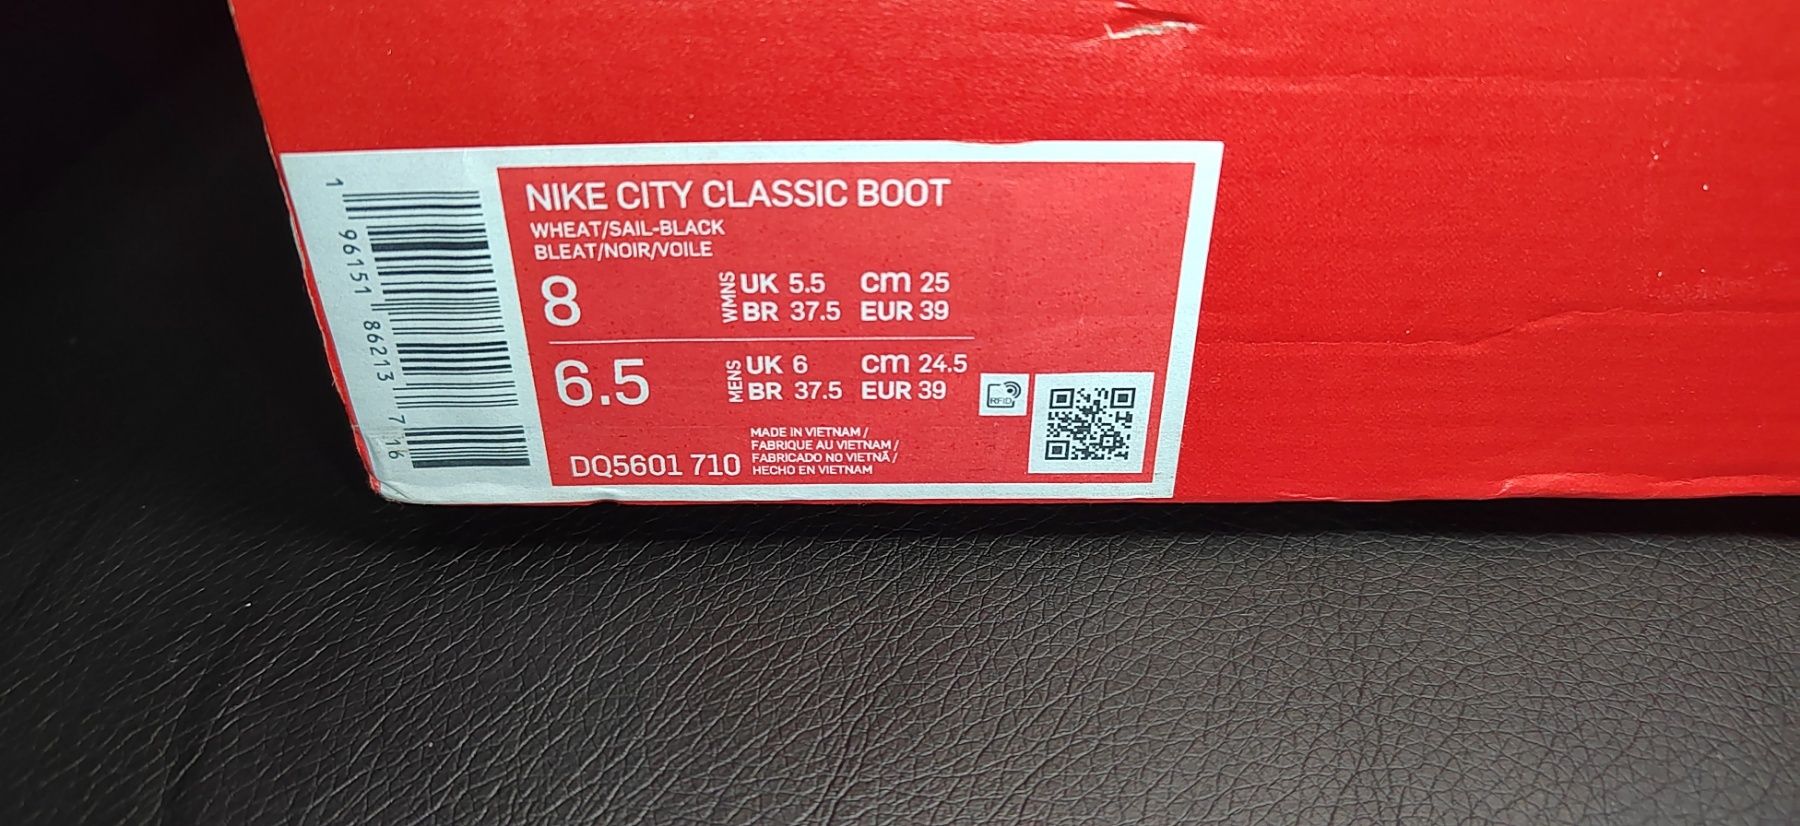 1 96151 86213 7 16
NIKE CITY CLASSIC BOOT
WHEAT/SAIL-BLACK
BLEAT/NOIR/VOILE
8 WMNS UK 5.5 cm 25
BR 37.5 EUR 39
6.5 MENS UK 6 cm 24.5
BR 37.5 EUR 39
RFID
DQ5601 710
MADE IN VIETNAM /
FABRIQUE AU VIETNAM /
FABRICADO NO VIETNÃ /
HECHO EN VIETNAM